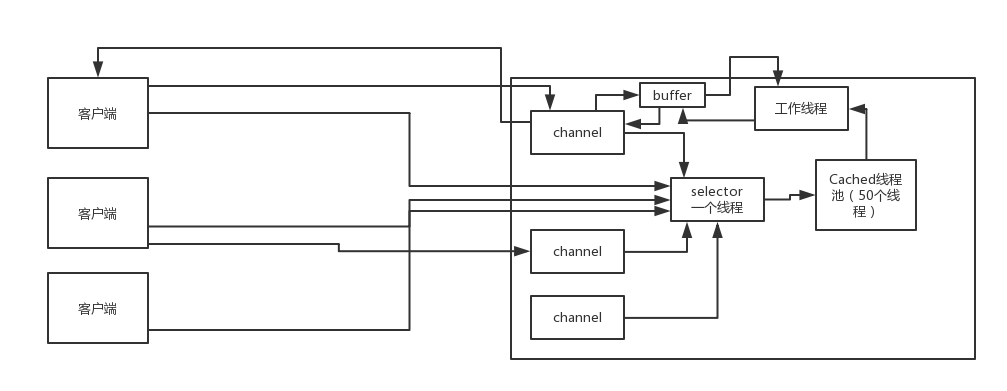 客户端
buffer
工作线程
channel
Cached线程
池（50个线
程）
selector
一个线程
客户端
channel
客户端
channel